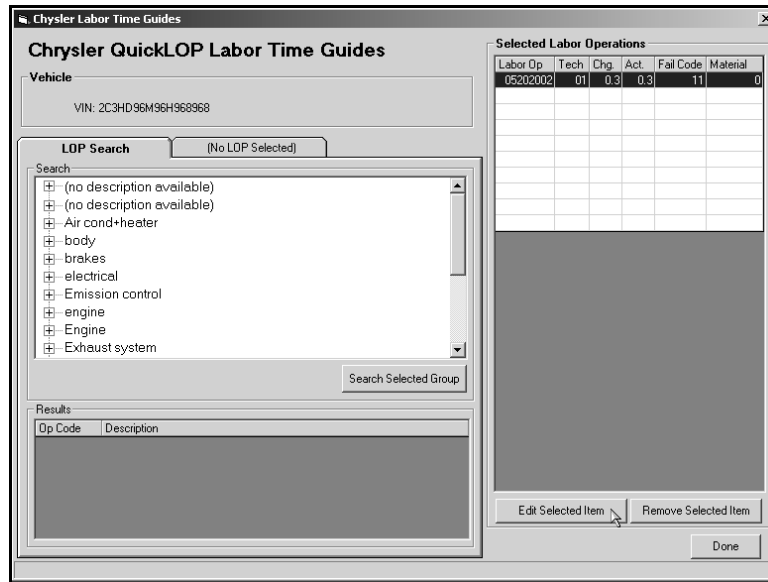 Chysler Labor Time Guides
Chrysler QuickLOP Labor Time Guides
Vehicle
VIN: 2C3HD96M96H968968
LOP Search
(No LOP Selected)
Search
(no description available)
(no description available)
Air cond+heater
body
brakes
electrical
Emission control
engine
Engine
Exhaust system
Search Selected Group
Results
Op Code Description
Selected Labor Operations
Labor Op Tech Chg. Act. Fail Code Material
05202002 01 0.3 0.3 11 0
Edit Selected Item
Remove Selected Item
Done